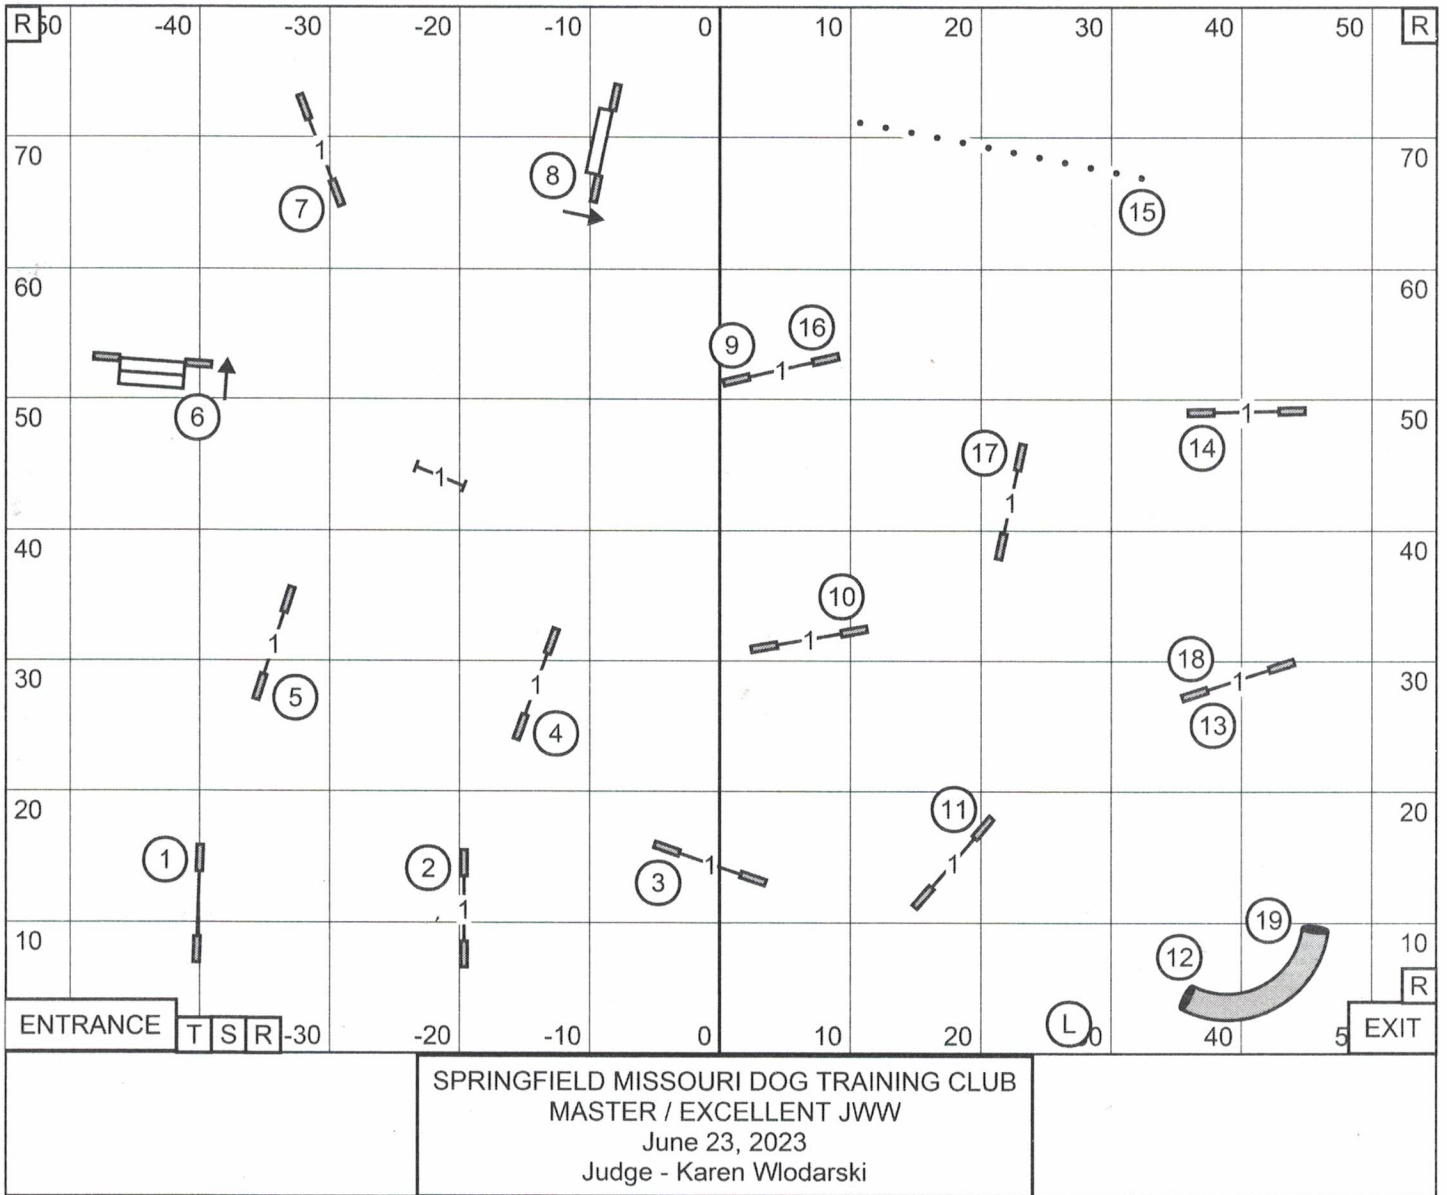 R 50 -40 -30 -20 -10 0 10 20 30 40 50 R
1
70 70
8
7 15
60 60
16
9
1
50 1 50
6 17 14
1
1
40 40
10
1 1
18
30 1 30
5 13
4
20 11 20
1 2 1
3
1
19
10 12 10
R
ENTRANCE T S R -30 -20 -10 0 10 20 L 40 EXIT
SPRINGFIELD MISSOURI DOG TRAINING CLUB
MASTER / EXCELLENT JWW
June 23, 2023
Judge - Karen Wlodarski